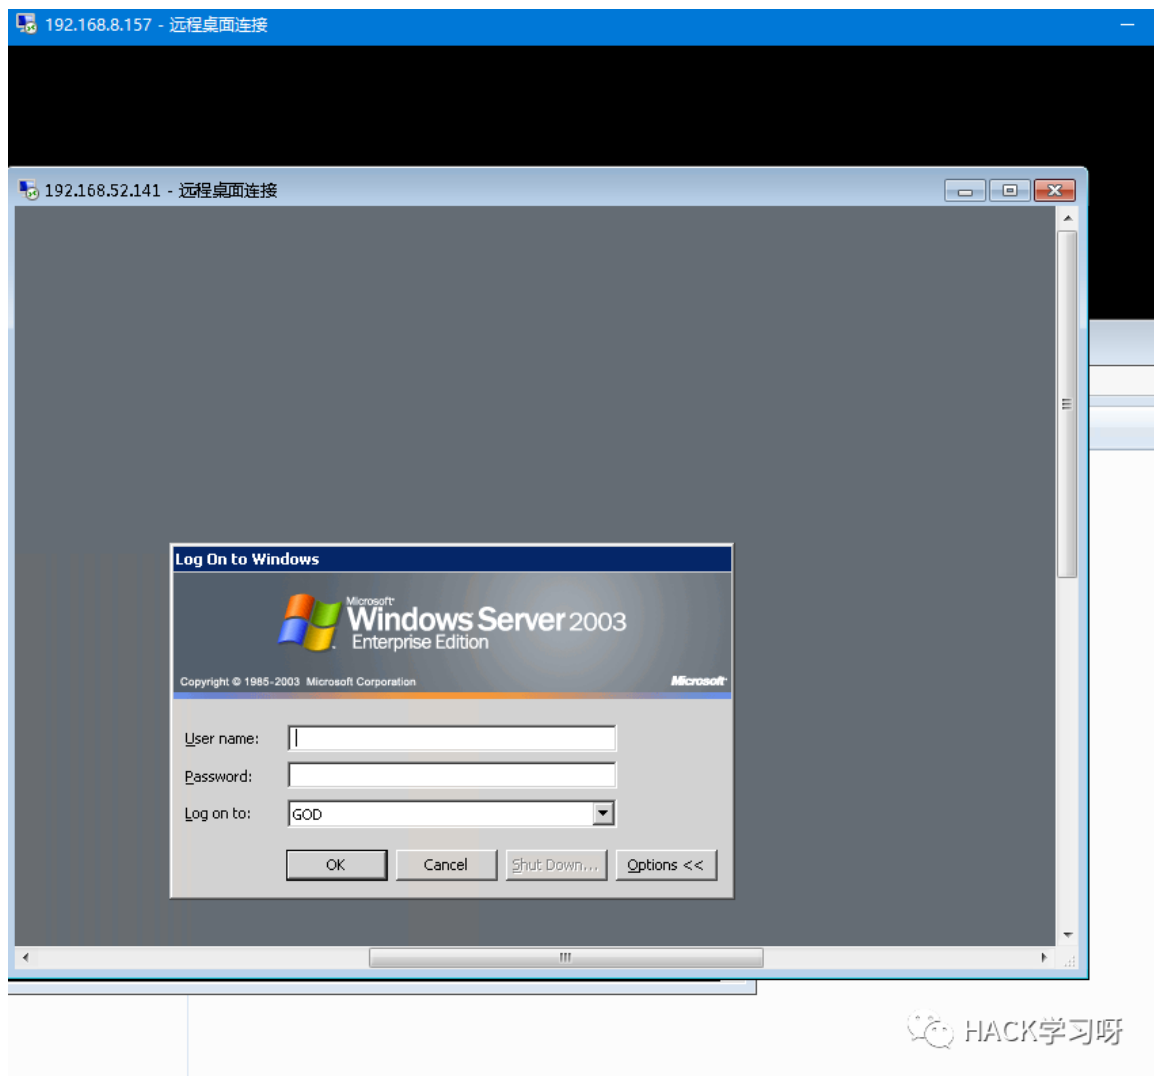 192.168.8.157 - 远程桌面连接
192.168.52.141 - 远程桌面连接
Log On to Windows
Microsoft
Windows Server 2003
Enterprise Edition
Copyright © 1985-2003 Microsoft Corporation
Microsoft
User name:
Password:
Log on to:
GOD
OK
Cancel
Shut Down...
Options <<
HACK学习呀